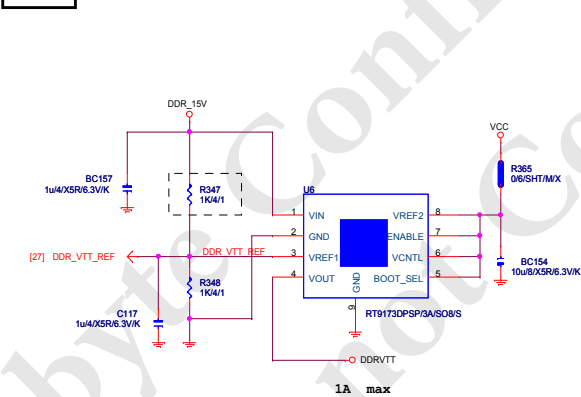 DDR_15V
VCC
R365
0/6/SHT/M/X
BC157
1u/4/X5R/6.3V/K
R347
1K/4/1
U6
1 VIN
VREF2 8
2 GND
ENABLE 7
[27] DDR_VTT_REF
DDR_VTT_REF
3 VREF1
VCNTL 6
4 VOUT
BOOT_SEL 5
GND
9
BC154
10u/8/X5R/6.3V/K
R348
1K/4/1
C117
1u/4/X5R/6.3V/K
RT9173DPSP/3A/SO8/S
DDRVTT
1A max